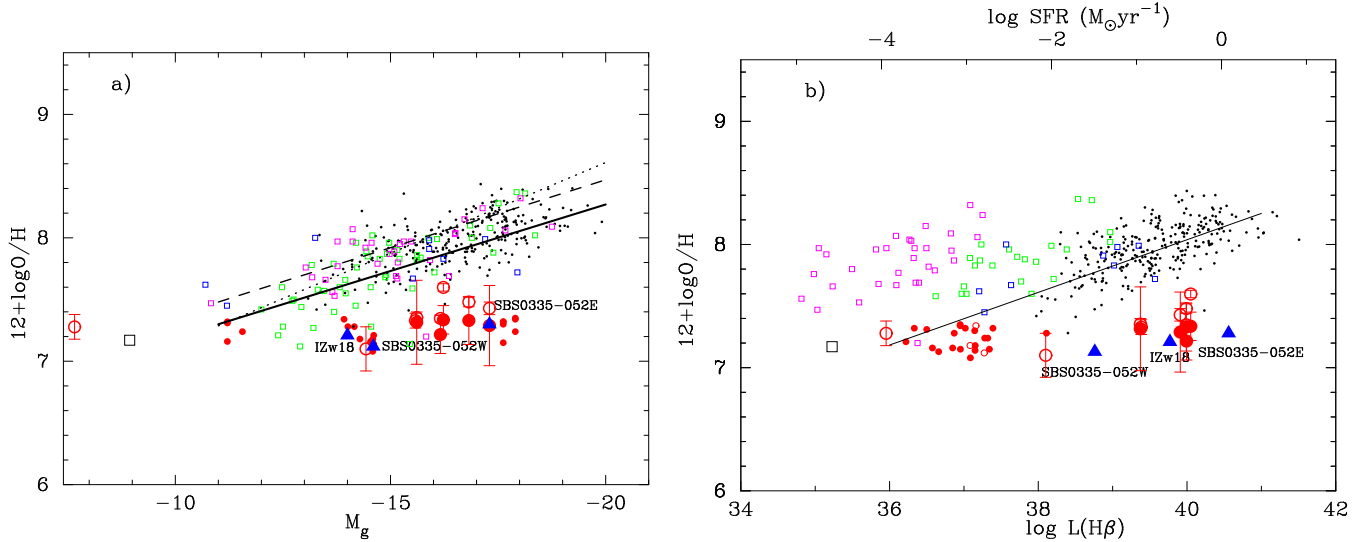 a)
12+logO/H
9
8
7
6
IZw18
SBS0335-052W
SBS0335-052E
-10
-15
-20
M_g
log SFR (M⊙yr⁻¹)
-4
-2
0
b)
12+logO/H
9
8
7
6
SBS0335-052W
IZw18
SBS0335-052E
34
36
38
40
42
log L(Hβ)